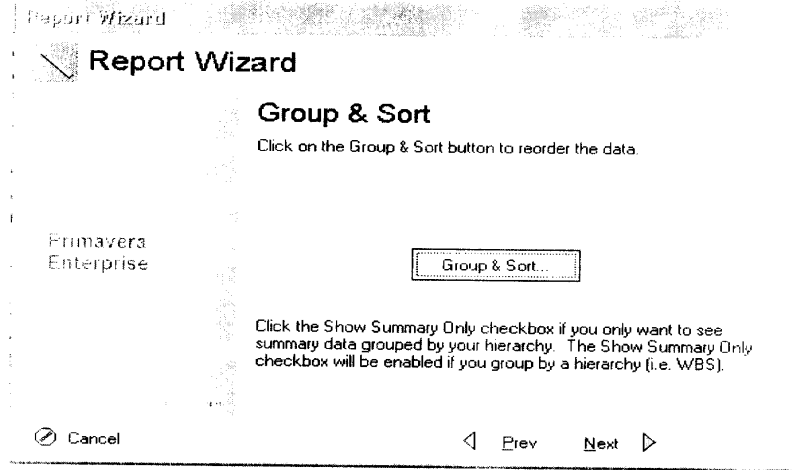 Report Wizard
Report Wizard
Group & Sort
Click on the Group & Sort button to reorder the data.
Primavera
Enterprise
Group & Sort...
Click the Show Summary Only checkbox if you only want to see
summary data grouped by your hierarchy. The Show Summary Only
checkbox will be enabled if you group by a hierarchy (i.e. WBS).
Cancel
Prev
Next